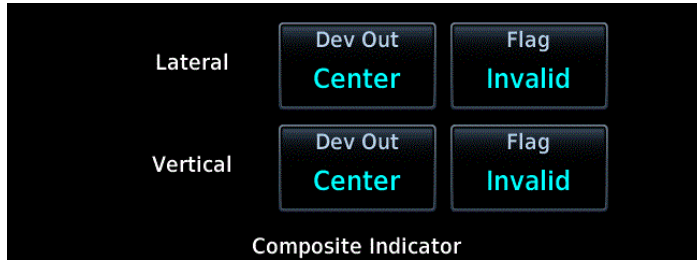 Lateral
Dev Out
Center
Flag
Invalid
Vertical
Dev Out
Center
Flag
Invalid
Composite Indicator